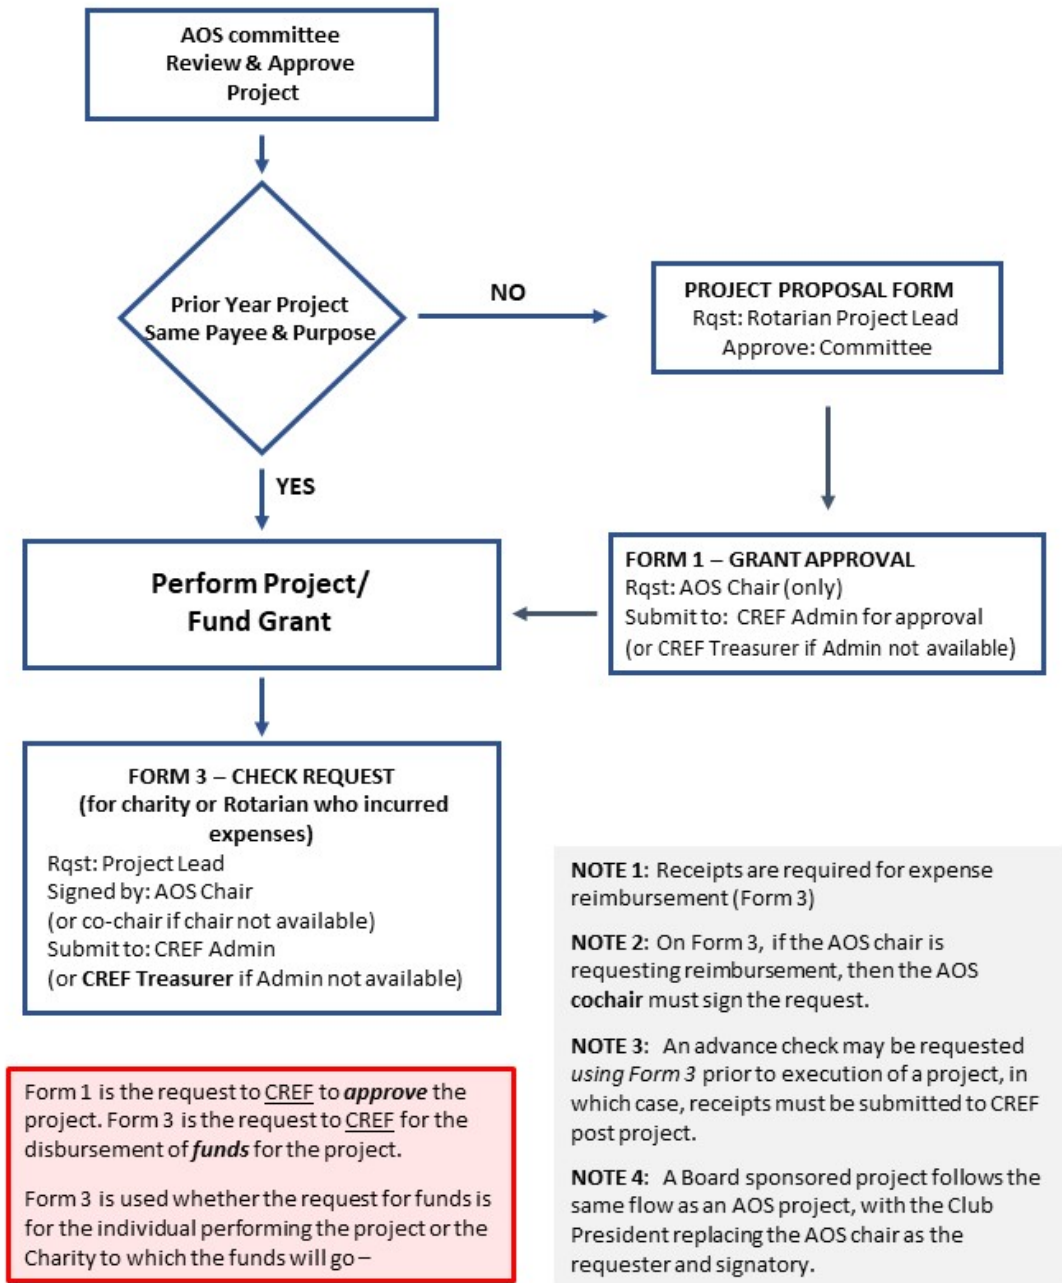 AOS committee
Review & Approve
Project
Prior Year Project
Same Payee & Purpose
NO
PROJECT PROPOSAL FORM
Rqst: Rotarian Project Lead
Approve: Committee
YES
FORM 1 – GRANT APPROVAL
Rqst: AOS Chair (only)
Submit to: CREF Admin for approval
(or CREF Treasurer if Admin not available)
Perform Project/
Fund Grant
FORM 3 – CHECK REQUEST
(for charity or Rotarian who incurred
expenses)
Rqst: Project Lead
Signed by: AOS Chair
(or co-chair if chair not available)
Submit to: CREF Admin
(or CREF Treasurer if Admin not available)
NOTE 1: Receipts are required for expense
reimbursement (Form 3)
NOTE 2: On Form 3, if the AOS chair is
requesting reimbursement, then the AOS
cochair must sign the request.
NOTE 3: An advance check may be requested
using Form 3 prior to execution of a project, in
which case, receipts must be submitted to CREF
post project.
NOTE 4: A Board sponsored project follows the
same flow as an AOS project, with the Club
President replacing the AOS chair as the
requester and signatory.
Form 1 is the request to CREF to approve the
project. Form 3 is the request to CREF for the
disbursement of funds for the project.
Form 3 is used whether the request for funds is
for the individual performing the project or the
Charity to which the funds will go –